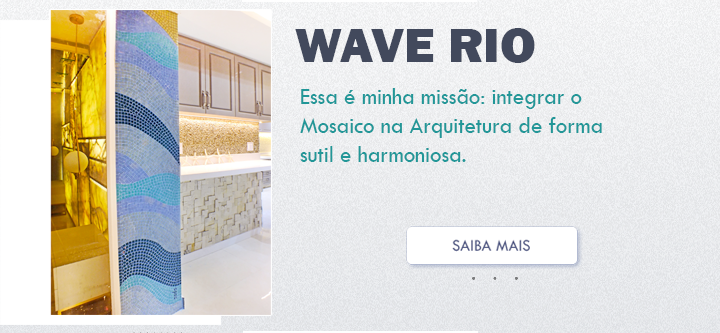 WAVE RIO
Essa é minha missão: integrar o
Mosaico na Arquitetura de forma
sutil e harmoniosa.
SAIBA MAIS